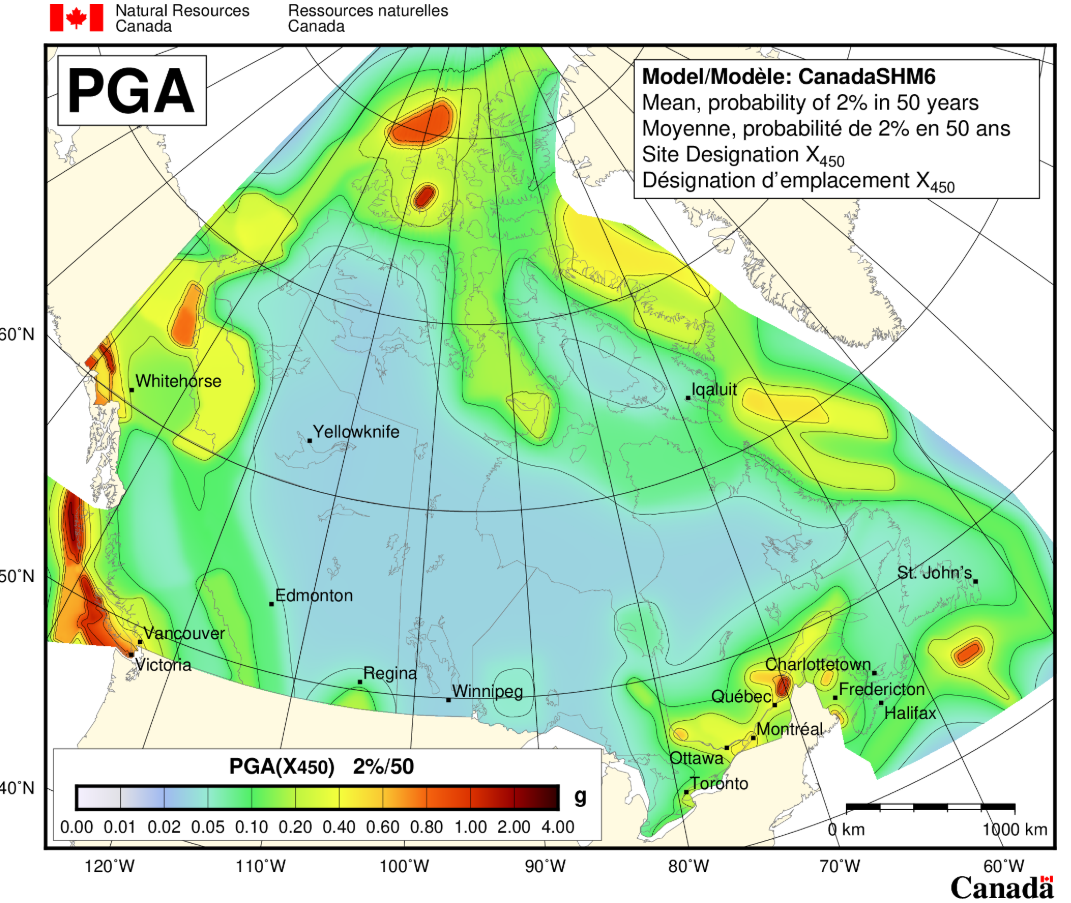 Natural Resources
Canada
Ressources naturelles
Canada
PGA
Model/Modèle: CanadaSHM6
Mean, probability of 2% in 50 years
Moyenne, probabilité de 2% en 50 ans
Site Designation X450
Désignation d'emplacement X450
60°N
50°N
40°N
Whitehorse
Yellowknife
Iqaluit
Edmonton
St. John's
Vancouver
Victoria
Regina
Winnipeg
Charlottetown
Québec
Fredericton
Halifax
Montréal
Ottawa
Toronto
PGA(X450) 2%/50
g
0.00 0.01 0.02 0.05 0.10 0.20 0.40 0.60 0.80 1.00 2.00 4.00
0 km 1000 km
120°W 110°W 100°W 90°W 80°W 70°W 60°W
Canada